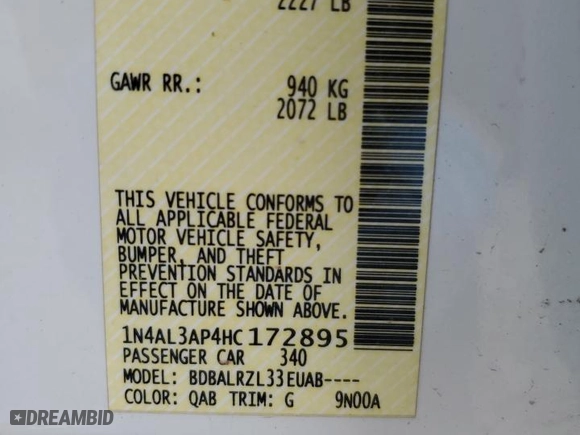 2227 LB
GAWR RR.: 940 KG
2072 LB
THIS VEHICLE CONFORMS TO
ALL APPLICABLE FEDERAL
MOTOR VEHICLE SAFETY,
BUMPER, AND THEFT
PREVENTION STANDARDS IN
EFFECT ON THE DATE OF
MANUFACTURE SHOWN ABOVE.
1N4AL3AP4HC172895
PASSENGER CAR 340
MODEL: BDBALRZL33EUAB----
COLOR: QAB TRIM: G 9N00A
DREAMBID